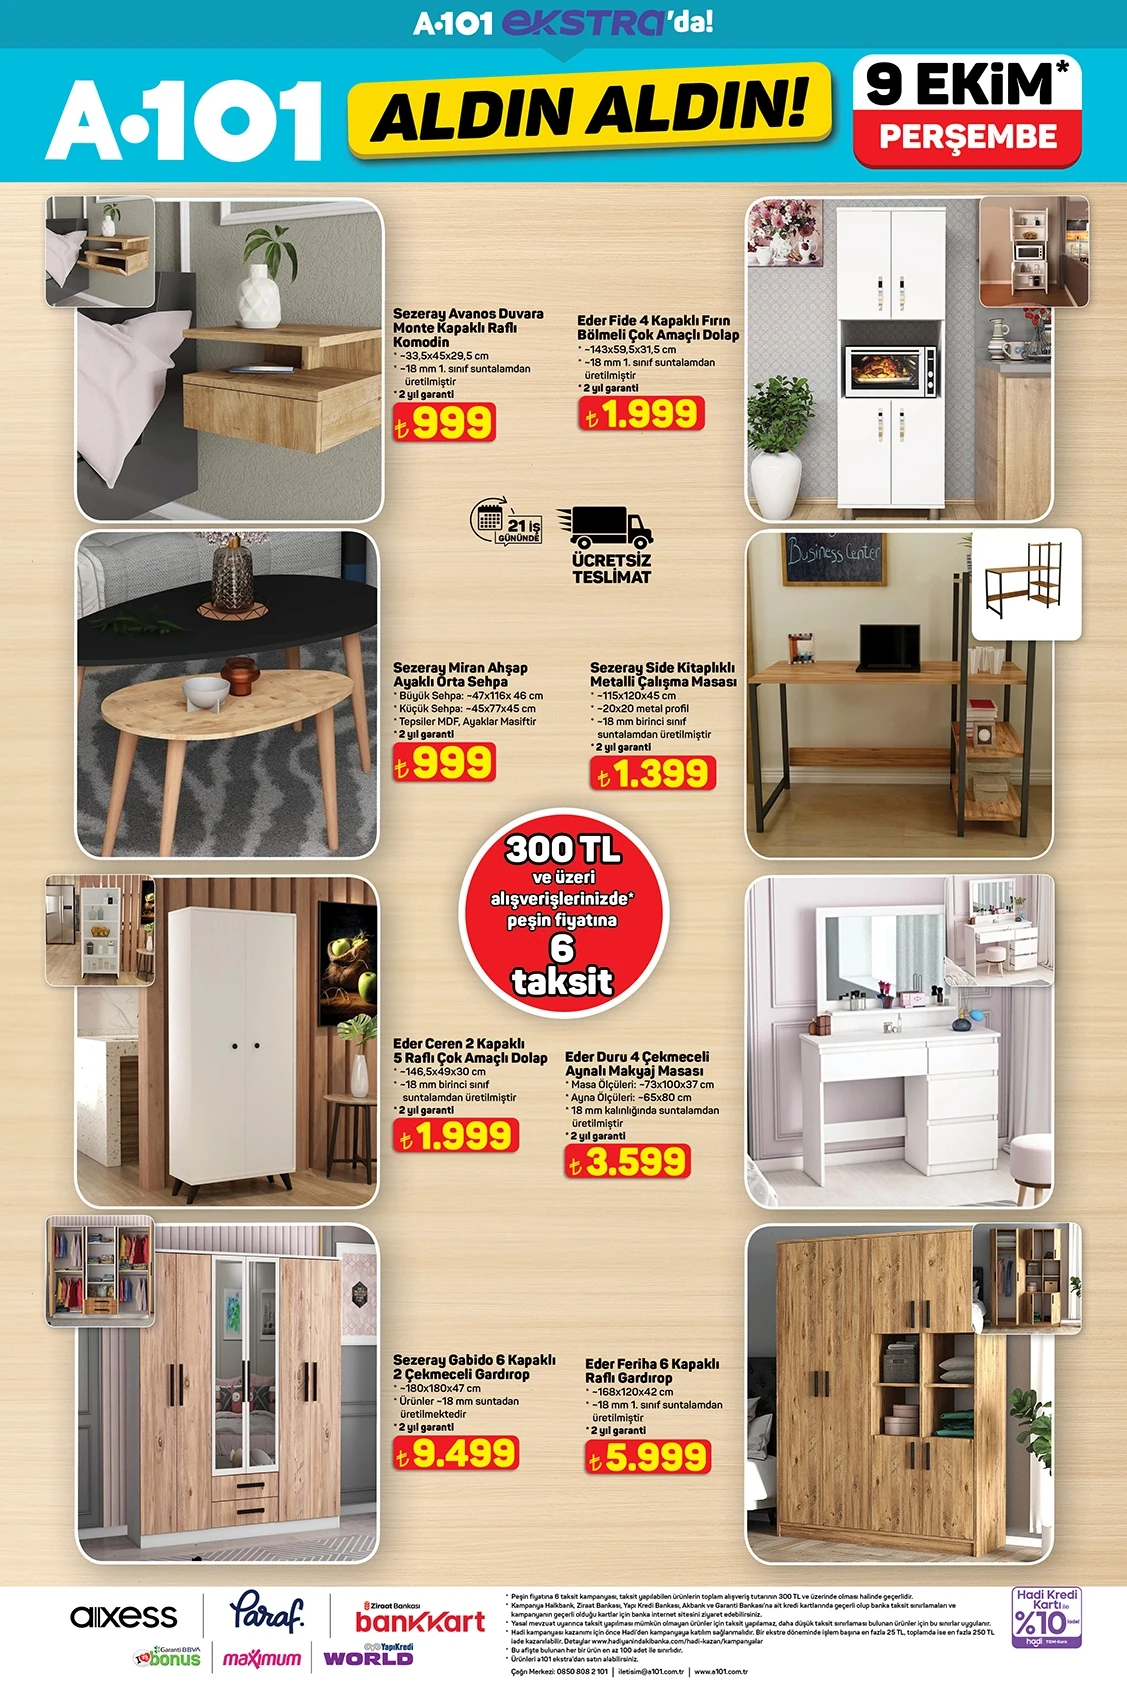 A•101 EKSTRA'da!
A•101
ALDIN ALDIN!
9 EKİM*
PERŞEMBE
Sezeray Avanos Duvara
Monte Kapaklı Raflı
Komodin
* ~33,5x45x29,5 cm
* ~18 mm 1. sınıf suntalamdan
üretilmiştir
* 2 yıl garanti
₺999
Eder Fide 4 Kapaklı Fırın
Bölmeli Çok Amaçlı Dolap
* ~143x59,5x31,5 cm
* ~18 mm 1. sınıf suntalamdan
üretilmiştir
* 2 yıl garanti
₺1.999
21 İŞ
GÜNÜNDE
ÜCRETSİZ
TESLİMAT
Business Center
Sezeray Miran Ahşap
Ayaklı Orta Sehpa
* Büyük Sehpa: ~47x116x 46 cm
* Küçük Sehpa: ~45x77x45 cm
* Tepsiler MDF, Ayaklar Masiftir
* 2 yıl garanti
₺999
Sezeray Side Kitaplıklı
Metalli Çalışma Masası
* ~115x120x45 cm
* ~20x20 metal profil
* ~18 mm birinci sınıf
suntalamdan üretilmiştir
* 2 yıl garanti
₺1.399
300 TL
ve üzeri
alışverişlerinizde*
peşin fiyatına
6
taksit
Eder Ceren 2 Kapaklı
5 Raflı Çok Amaçlı Dolap
* ~146,5x49x30 cm
* ~18 mm birinci sınıf
suntalamdan üretilmiştir
* 2 yıl garanti
₺1.999
Eder Duru 4 Çekmeceli
Aynalı Makyaj Masası
* Masa Ölçüleri: ~73x100x37 cm
* Ayna Ölçüleri: ~65x80 cm
* 18 mm kalınlığında suntalamdan
üretilmiştir
* 2 yıl garanti
₺3.599
Sezeray Gabido 6 Kapaklı
2 Çekmeceli Gardırop
* ~180x180x47 cm
* Ürünler ~18 mm suntadan
üretilmektedir
* 2 yıl garanti
₺9.499
Eder Feriha 6 Kapaklı
Raflı Gardırop
* ~168x120x42 cm
* ~18 mm 1. sınıf suntalamdan
üretilmiştir
* 2 yıl garanti
₺5.999
axess
Paraf.
Ziraat Bankası
bankkart
Garanti BBVA
bonus
maximum
YapıKredi
WORLD
* Peşin fiyatına 6 taksit kampanyası, taksit yapılabilen ürünlerin toplam alışveriş tutarının 300 TL ve üzerinde olması halinde geçerlidir.
* Kampanya Halkbank, Ziraat Bankası, Yapı Kredi Bankası, Akbank ve Garanti Bankası'na ait kredi kartlarında geçerli olup banka taksit sınırlamaları ve
kampanyanın geçerli olduğu kartlar için banka internet sitesini ziyaret edebilirsiniz.
* Yasal mevzuat uyarınca taksit yapılması mümkün olmayan ürünler için taksit yapılamaz, daha düşük taksit sınırlaması bulunan ürünler için bu sınırlar uygulanır.
* Hadi kampanyası kazanımı için önce Hadi'den kampanyaya katılım sağlanmalıdır. Bir ekstre döneminde işlem başına en fazla 25 TL, toplamda ise en fazla 250 TL
iade kazanılabilir. Detaylar www.hadiyanindakibanka.com/hadi-kazan/kampanyalar
* Bu afişte bulunan her bir ürün en az 100 adet ile sınırlıdır.
* Ürünleri a101 ekstra'dan satın alabilirsiniz.
Çağrı Merkezi: 0850 808 2 101 | iletisim@a101.com.tr | www.a101.com.tr
Hadi Kredi
Kartı ile
%10 iade!
hadi TOM-Bank